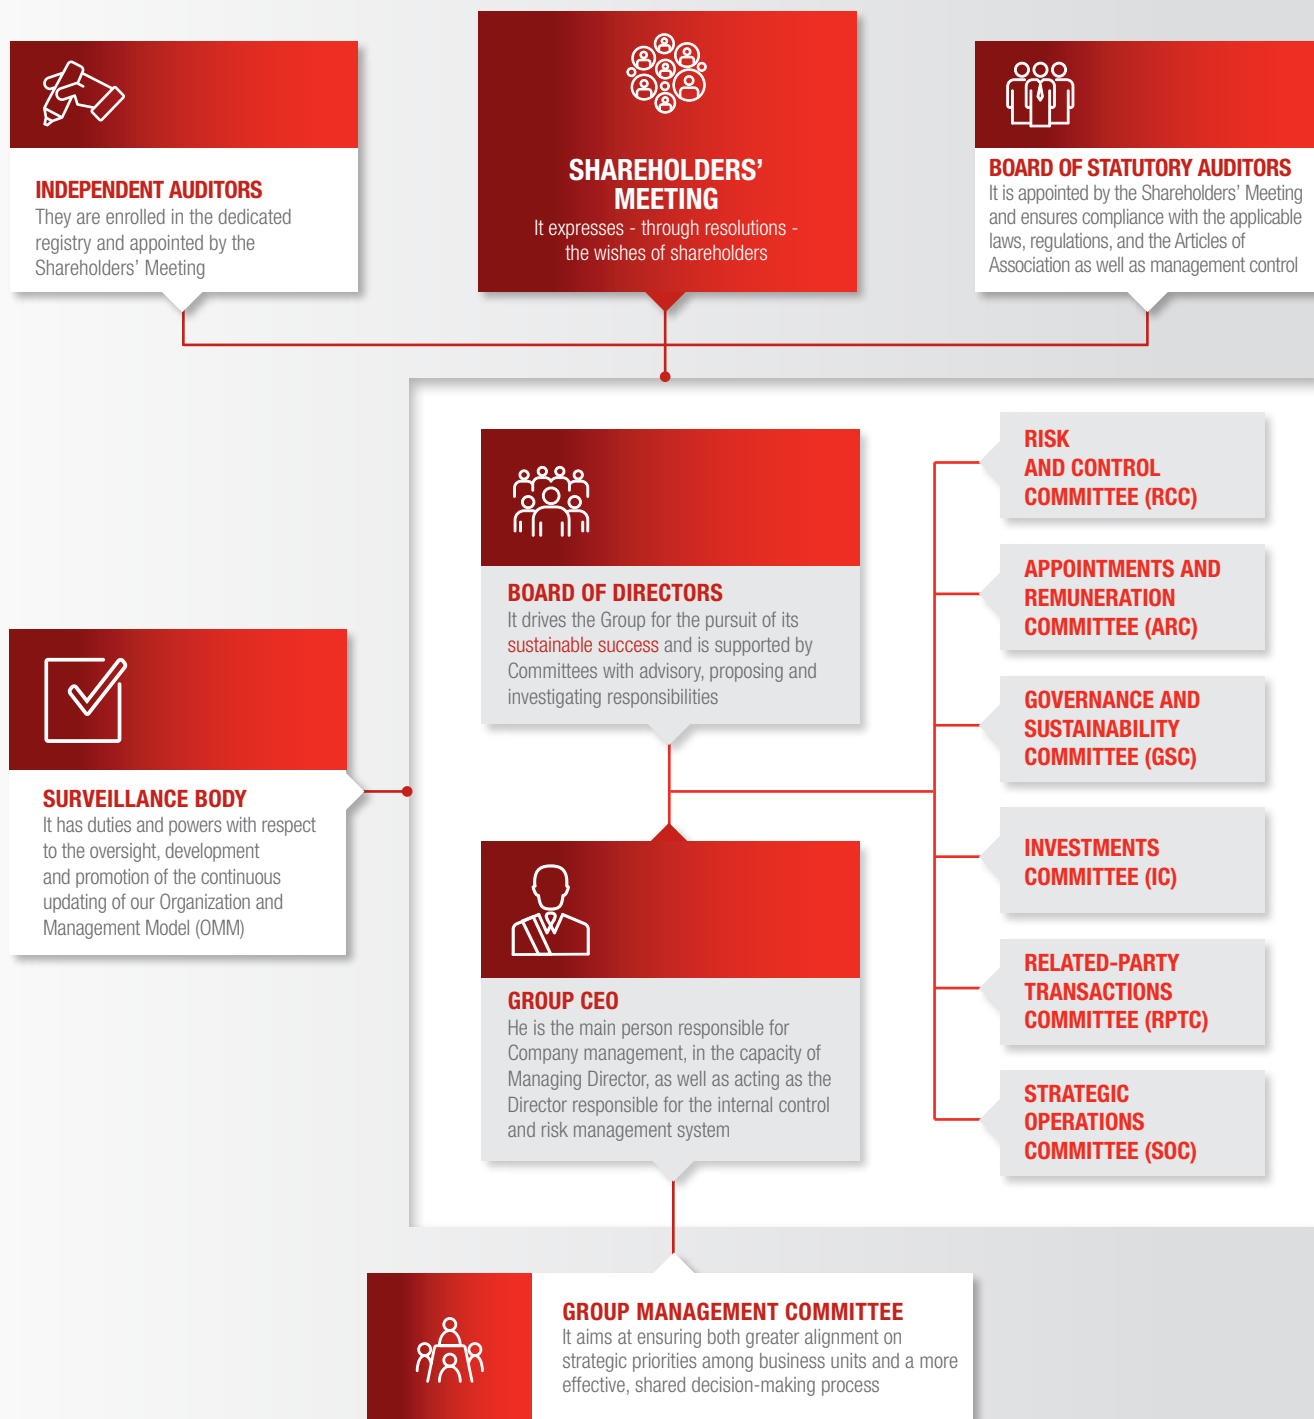 INDEPENDENT AUDITORS
They are enrolled in the dedicated
registry and appointed by the
Shareholders' Meeting
SHAREHOLDERS'
MEETING
It expresses - through resolutions -
the wishes of shareholders
BOARD OF STATUTORY AUDITORS
It is appointed by the Shareholders' Meeting
and ensures compliance with the applicable
laws, regulations, and the Articles of
Association as well as management control
SURVEILLANCE BODY
It has duties and powers with respect
to the oversight, development
and promotion of the continuous
updating of our Organization and
Management Model (OMM)
BOARD OF DIRECTORS
It drives the Group for the pursuit of its
sustainable success and is supported by
Committees with advisory, proposing and
investigating responsibilities
GROUP CEO
He is the main person responsible for
Company management, in the capacity of
Managing Director, as well as acting as the
Director responsible for the internal control
and risk management system
RISK
AND CONTROL
COMMITTEE (RCC)
APPOINTMENTS AND
REMUNERATION
COMMITTEE (ARC)
GOVERNANCE AND
SUSTAINABILITY
COMMITTEE (GSC)
INVESTMENTS
COMMITTEE (IC)
RELATED-PARTY
TRANSACTIONS
COMMITTEE (RPTC)
STRATEGIC
OPERATIONS
COMMITTEE (SOC)
GROUP MANAGEMENT COMMITTEE
It aims at ensuring both greater alignment on
strategic priorities among business units and a more
effective, shared decision-making process